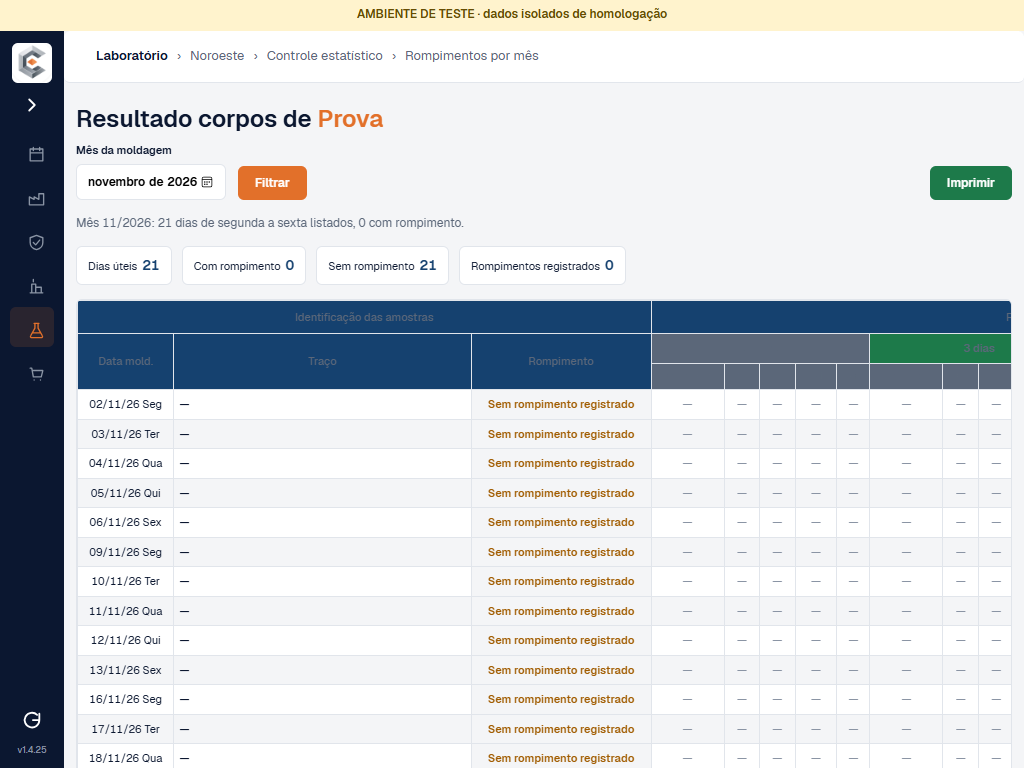 AMBIENTE DE TESTE · dados isolados de homologação
Laboratório › Noroeste › Controle estatístico › Rompimentos por mês
Resultado corpos de Prova
Mês da moldagem
novembro de 2026
Filtrar
Imprimir
Mês 11/2026: 21 dias de segunda a sexta listados, 0 com rompimento.
Dias úteis 21
Com rompimento 0
Sem rompimento 21
Rompimentos registrados 0
Identificação das amostras
Data mold. Traço Rompimento 3 dias
02/11/26 Seg — Sem rompimento registrado — — — — — — — —
03/11/26 Ter — Sem rompimento registrado — — — — — — — —
04/11/26 Qua — Sem rompimento registrado — — — — — — — —
05/11/26 Qui — Sem rompimento registrado — — — — — — — —
06/11/26 Sex — Sem rompimento registrado — — — — — — — —
09/11/26 Seg — Sem rompimento registrado — — — — — — — —
10/11/26 Ter — Sem rompimento registrado — — — — — — — —
11/11/26 Qua — Sem rompimento registrado — — — — — — — —
12/11/26 Qui — Sem rompimento registrado — — — — — — — —
13/11/26 Sex — Sem rompimento registrado — — — — — — — —
16/11/26 Seg — Sem rompimento registrado — — — — — — — —
17/11/26 Ter — Sem rompimento registrado — — — — — — — —
18/11/26 Qua — Sem rompimento registrado — — — — — — — —
v1.4.25